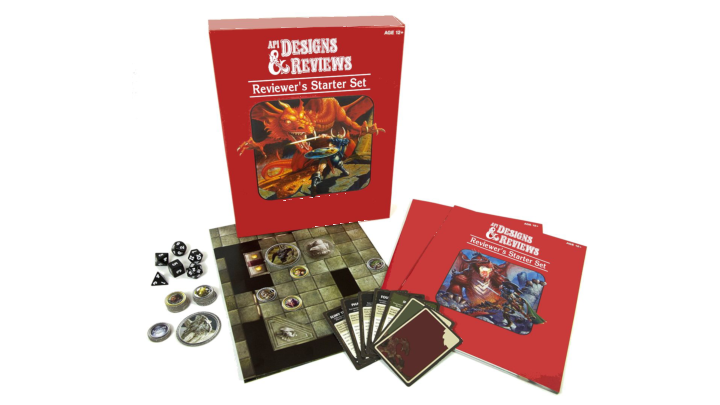 AGE 12+
API DESIGNS
& REVIEWS
Reviewer's Starter Set
API DESIGNS
& REVIEWS
Reviewer's Starter Set